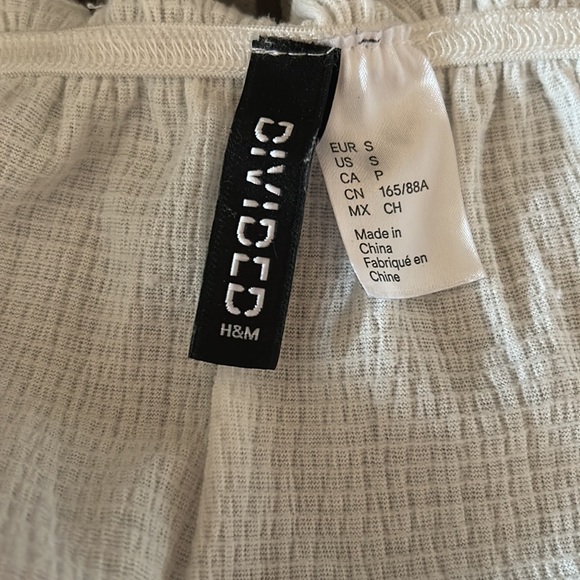 DIVIDED
H&M
EUR S
US S
CA P
CN 165/88A
MX CH
Made in
China
Fabriqué en
Chine